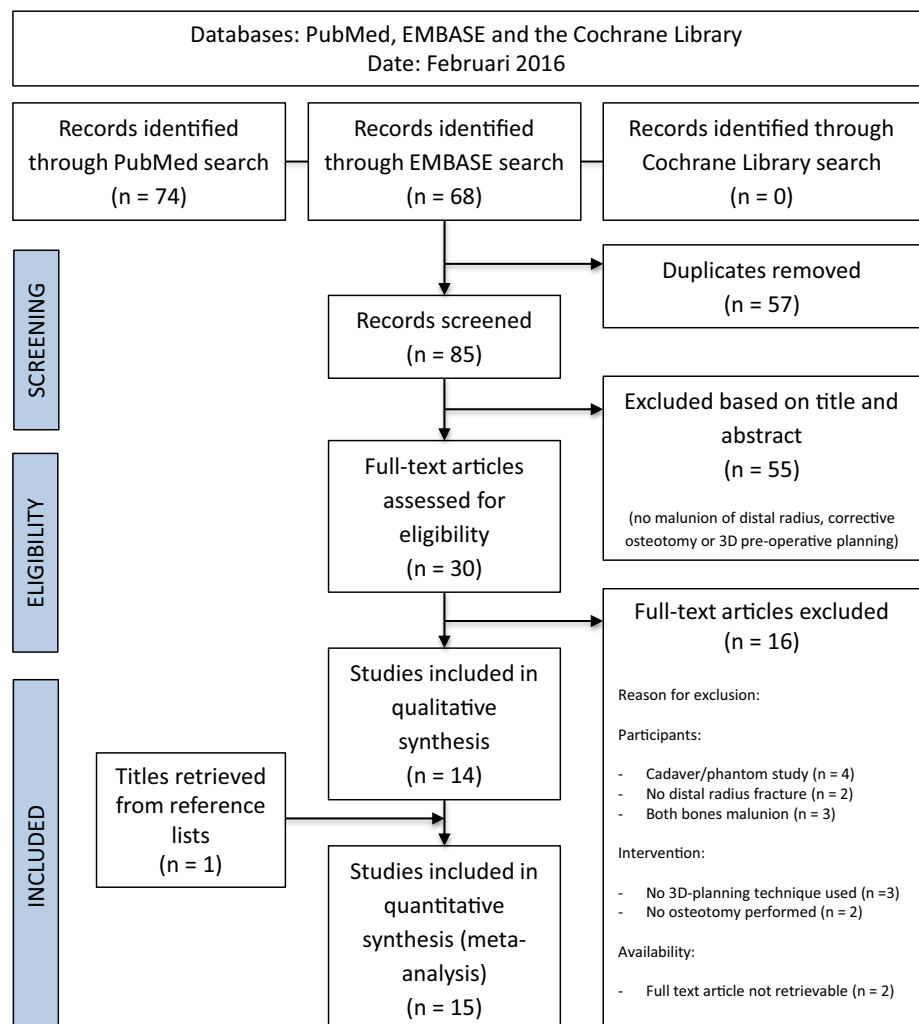 Databases: PubMed, EMBASE and the Cochrane Library
Date: Februari 2016
Records identified
through PubMed search
(n = 74)
Records identified
through EMBASE search
(n = 68)
Records identified through
Cochrane Library search
(n = 0)
SCREENING
Duplicates removed
(n = 57)
Records screened
(n = 85)
Excluded based on title and
abstract
(n = 55)
(no malunion of distal radius, corrective
osteotomy or 3D pre-operative planning)
ELIGIBILITY
Full-text articles
assessed for
eligibility
(n = 30)
Full-text articles excluded
(n = 16)
Reason for exclusion:
Participants:
- Cadaver/phantom study (n = 4)
- No distal radius fracture (n = 2)
- Both bones malunion (n = 3)
Intervention:
- No 3D-planning technique used (n =3)
- No osteotomy performed (n = 2)
Availability:
- Full text article not retrievable (n = 2)
INCLUDED
Studies included in
qualitative
synthesis
(n = 14)
Titles retrieved
from reference
lists
(n = 1)
Studies included in
quantitative
synthesis (meta-
analysis)
(n = 15)